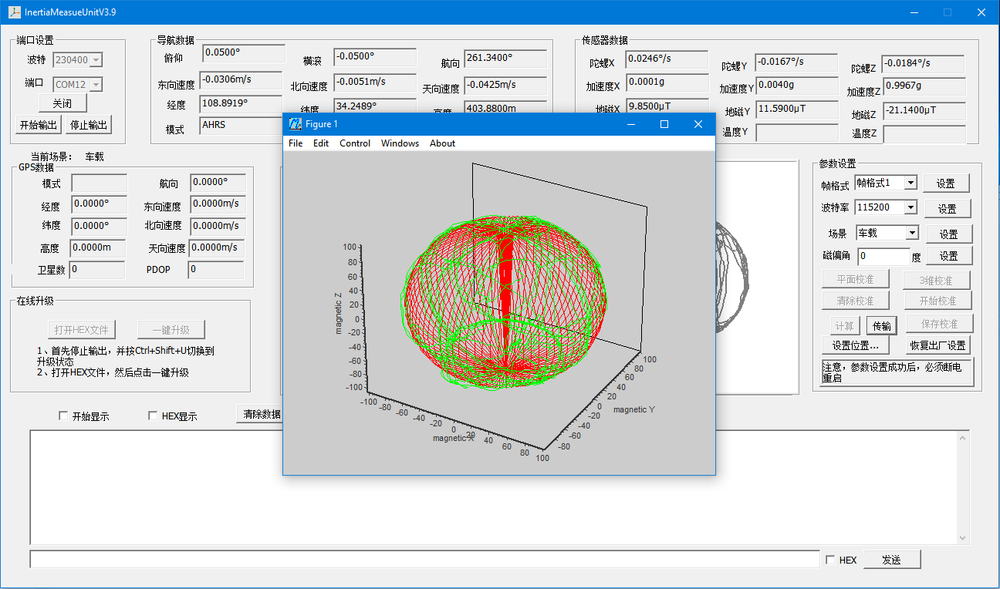 InertiaMeasueUnitV3.9
端口设置
波特 230400
端口 COM12
关闭
开始输出 停止输出
导航数据
俯仰 0.0500° 横滚 -0.0500° 航向 261.3400°
东向速度 -0.0306m/s 北向速度 -0.0051m/s 天向速度 -0.0425m/s
经度 108.8919° 纬度 34.2489° 高度 403.8800m
模式 AHRS
传感器数据
陀螺X 0.0246°/s 陀螺Y -0.0167°/s 陀螺Z -0.0184°/s
加速度X 0.0001g 加速度Y 0.0040g 加速度Z 0.9967g
地磁X 9.8500μT 地磁Y 11.5900μT 地磁Z -21.1400μT
温度Y 温度Z
当前场景： 车载
GPS数据
模式 航向 0.0000°
经度 0.0000° 东向速度 0.0000m/s
纬度 0.0000° 北向速度 0.0000m/s
高度 0.0000m 天向速度 0.0000m/s
卫星数 0 PDOP 0
在线升级
打开HEX文件 一键升级
1、首先停止输出，并按Ctrl+Shift+U切换到
升级状态
2、打开HEX文件，然后点击一键升级
开始显示 HEX显示 清除数据
Figure 1
File Edit Control Windows About
magnetic Z
100
80
60
40
20
0
-20
-40
-60
-80
-100
magnetic X
-100 -80 -60 -40 -20 0 20 40 60 80 100
magnetic Y
100
80
60
40
20
0
-20
-40
-60
-80
参数设置
帧格式 帧格式1 设置
波特率 115200 设置
场景 车载 设置
磁偏角 0 度 设置
平面校准 3维校准
清除校准 开始校准
计算 传输 保存校准
设置位置... 恢复出厂设置
注意，参数设置成功后，必须断电
重启
HEX 发送